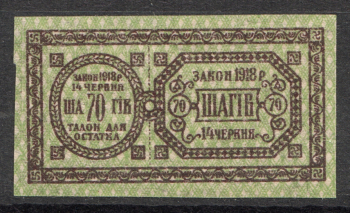 ЗАКОН 1918 р
14 ЧЕРВНЯ
ША 70 ГІВ
ТАЛОН ДЛЯ
ОСТАТКА
ЗАКОН 1918 р
70 ШАГІВ 70
14 ЧЕРВНЯ